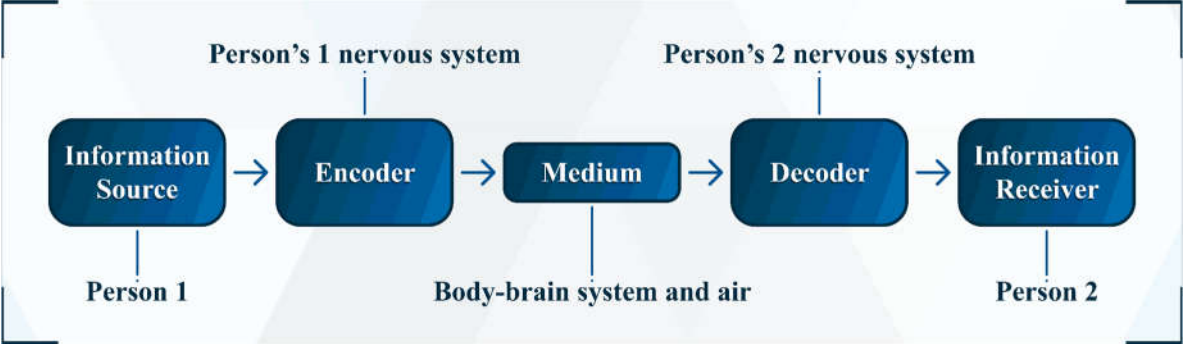 Person's 1 nervous system
Person's 2 nervous system
Information
Source
Encoder
Medium
Decoder
Information
Receiver
Person 1
Body-brain system and air
Person 2